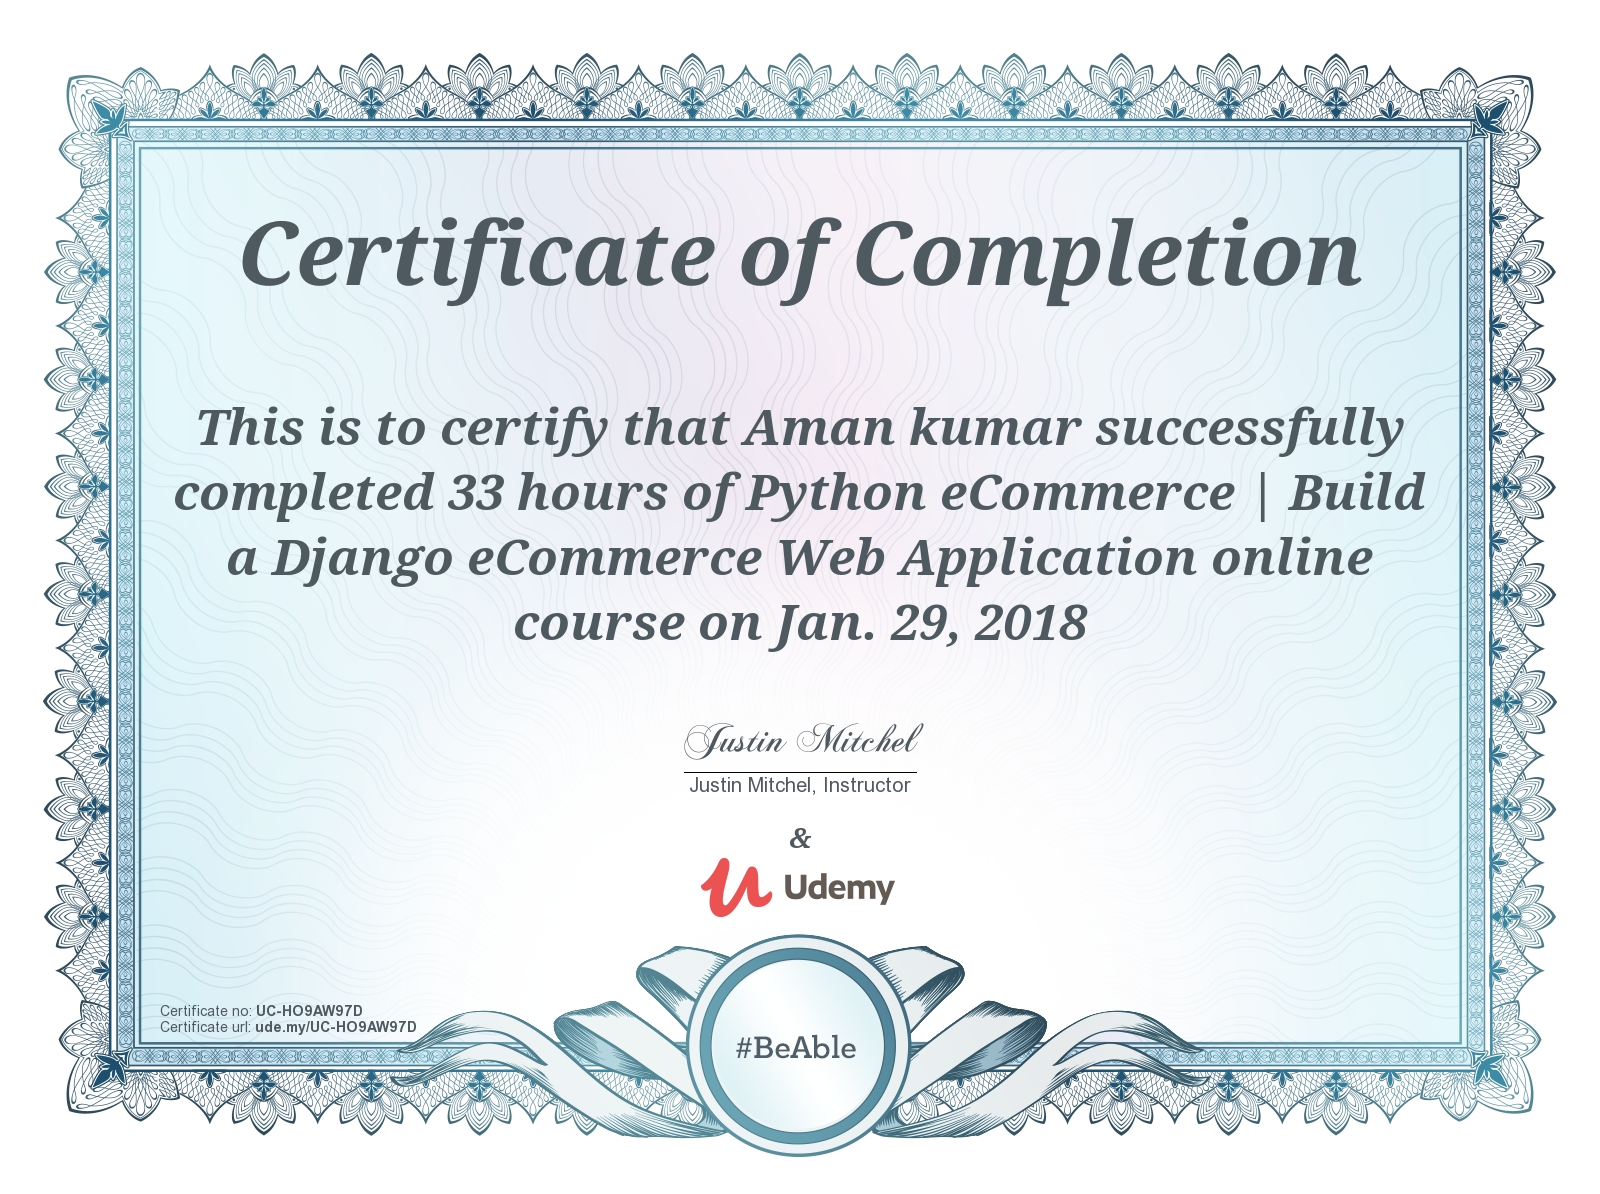 Certificate of Completion
This is to certify that Aman kumar successfully
completed 33 hours of Python eCommerce | Build
a Django eCommerce Web Application online
course on Jan. 29, 2018
Justin Mitchel
Justin Mitchel, Instructor
&
Udemy
Certificate no: UC-HO9AW97D
Certificate url: ude.my/UC-HO9AW97D
#BeAble